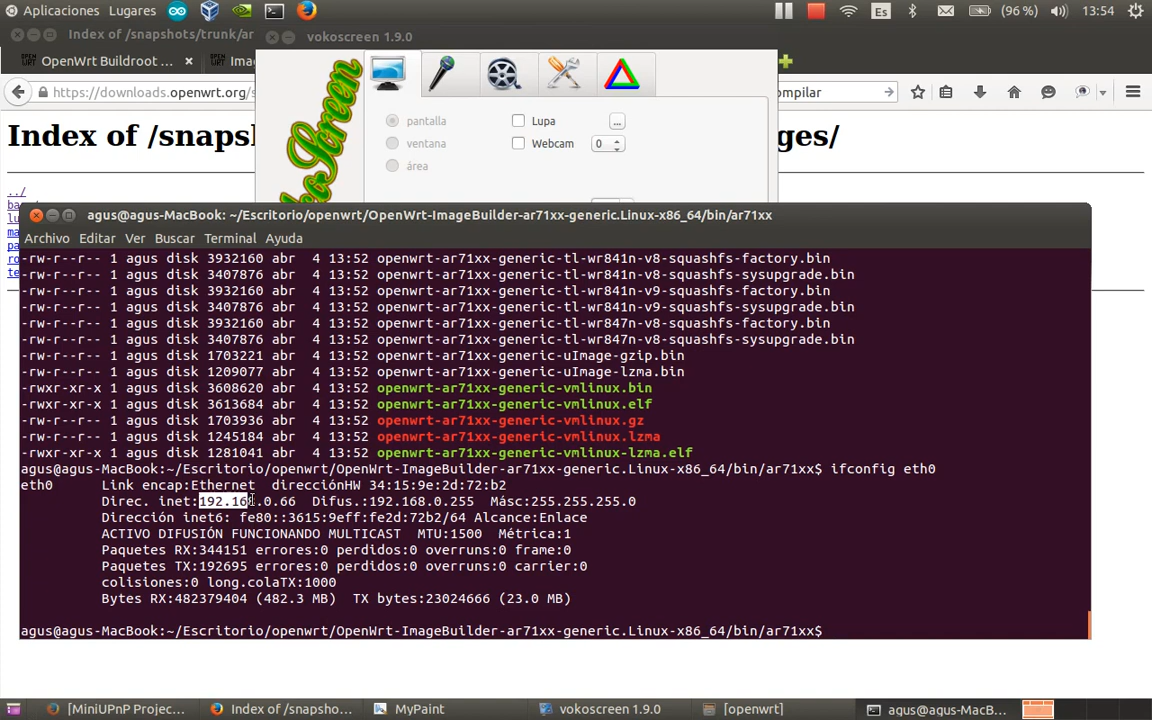 Aplicaciones Lugares Es (96 %) 13:54
Index of /snapshots/trunk/ar vokoscreen 1.9.0
OpenWrt Buildroot ... × Ima
https://downloads.openwrt.org/s ompilar
Index of /snaps ges/
pantalla Lupa ...
ventana Webcam 0
área
../
agus@agus-MacBook: ~/Escritorio/openwrt/OpenWrt-ImageBuilder-ar71xx-generic.Linux-x86_64/bin/ar71xx
Archivo Editar Ver Buscar Terminal Ayuda
-rw-r--r-- 1 agus disk 3932160 abr  4 13:52 openwrt-ar71xx-generic-tl-wr841n-v8-squashfs-factory.bin
-rw-r--r-- 1 agus disk 3407876 abr  4 13:52 openwrt-ar71xx-generic-tl-wr841n-v8-squashfs-sysupgrade.bin
-rw-r--r-- 1 agus disk 3932160 abr  4 13:52 openwrt-ar71xx-generic-tl-wr841n-v9-squashfs-factory.bin
-rw-r--r-- 1 agus disk 3407876 abr  4 13:52 openwrt-ar71xx-generic-tl-wr841n-v9-squashfs-sysupgrade.bin
-rw-r--r-- 1 agus disk 3932160 abr  4 13:52 openwrt-ar71xx-generic-tl-wr847n-v8-squashfs-factory.bin
-rw-r--r-- 1 agus disk 3407876 abr  4 13:52 openwrt-ar71xx-generic-tl-wr847n-v8-squashfs-sysupgrade.bin
-rw-r--r-- 1 agus disk 1703221 abr  4 13:52 openwrt-ar71xx-generic-uImage-gzip.bin
-rw-r--r-- 1 agus disk 1209077 abr  4 13:52 openwrt-ar71xx-generic-uImage-lzma.bin
-rwxr-xr-x 1 agus disk 3608620 abr  4 13:52 openwrt-ar71xx-generic-vmlinux.bin
-rwxr-xr-x 1 agus disk 3613684 abr  4 13:52 openwrt-ar71xx-generic-vmlinux.elf
-rw-r--r-- 1 agus disk 1703936 abr  4 13:52 openwrt-ar71xx-generic-vmlinux.gz
-rw-r--r-- 1 agus disk 1245184 abr  4 13:52 openwrt-ar71xx-generic-vmlinux.lzma
-rwxr-xr-x 1 agus disk 1281041 abr  4 13:52 openwrt-ar71xx-generic-vmlinux-lzma.elf
agus@agus-MacBook:~/Escritorio/openwrt/OpenWrt-ImageBuilder-ar71xx-generic.Linux-x86_64/bin/ar71xx$ ifconfig eth0
eth0 Link encap:Ethernet direcciónHW 34:15:9e:2d:72:b2
Direc. inet:192.168.0.66 Difus.:192.168.0.255 Másc:255.255.255.0
Dirección inet6: fe80::3615:9eff:fe2d:72b2/64 Alcance:Enlace
ACTIVO DIFUSIÓN FUNCIONANDO MULTICAST MTU:1500 Métrica:1
Paquetes RX:344151 errores:0 perdidos:0 overruns:0 frame:0
Paquetes TX:192695 errores:0 perdidos:0 overruns:0 carrier:0
colisiones:0 long.colaTX:1000
Bytes RX:482379404 (482.3 MB) TX bytes:23024666 (23.0 MB)
agus@agus-MacBook:~/Escritorio/openwrt/OpenWrt-ImageBuilder-ar71xx-generic.Linux-x86_64/bin/ar71xx$
[MiniUPnP Projec... Index of /snapsho... MyPaint vokoscreen 1.9.0 [openwrt] agus@agus-MacB...